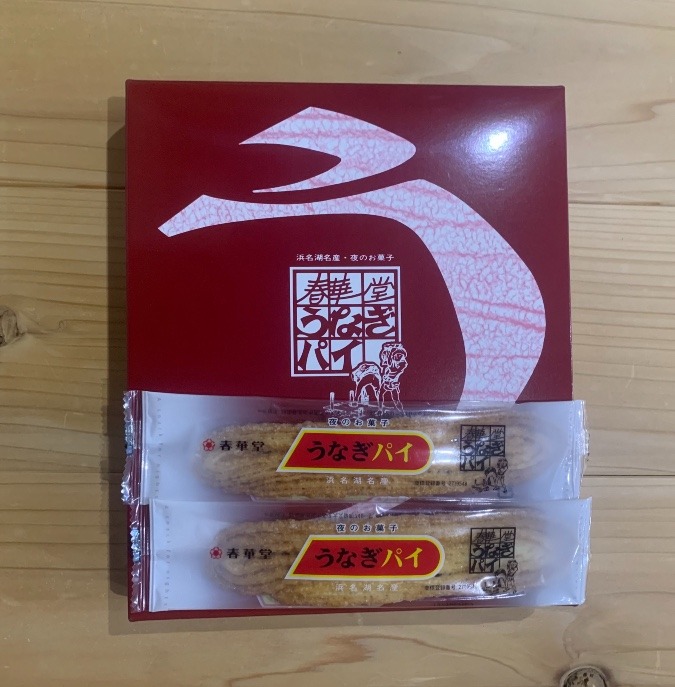 う
浜名湖名産・夜のお菓子
春華堂
うなぎ
パイ
夜のお菓子
春華堂
うなぎパイ
浜名湖名産
春華堂
うなぎ
パイ
夜のお菓子
春華堂
うなぎパイ
浜名湖名産
春華堂
うなぎ
パイ